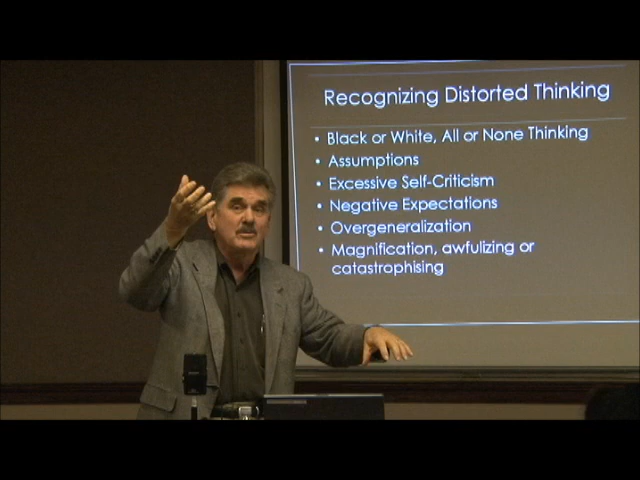 Recognizing Distorted Thinking
• Black or White, All or None Thinking
• Assumptions
• Excessive Self-Criticism
• Negative Expectations
• Overgeneralization
• Magnification, awfulizing or
catastrophising